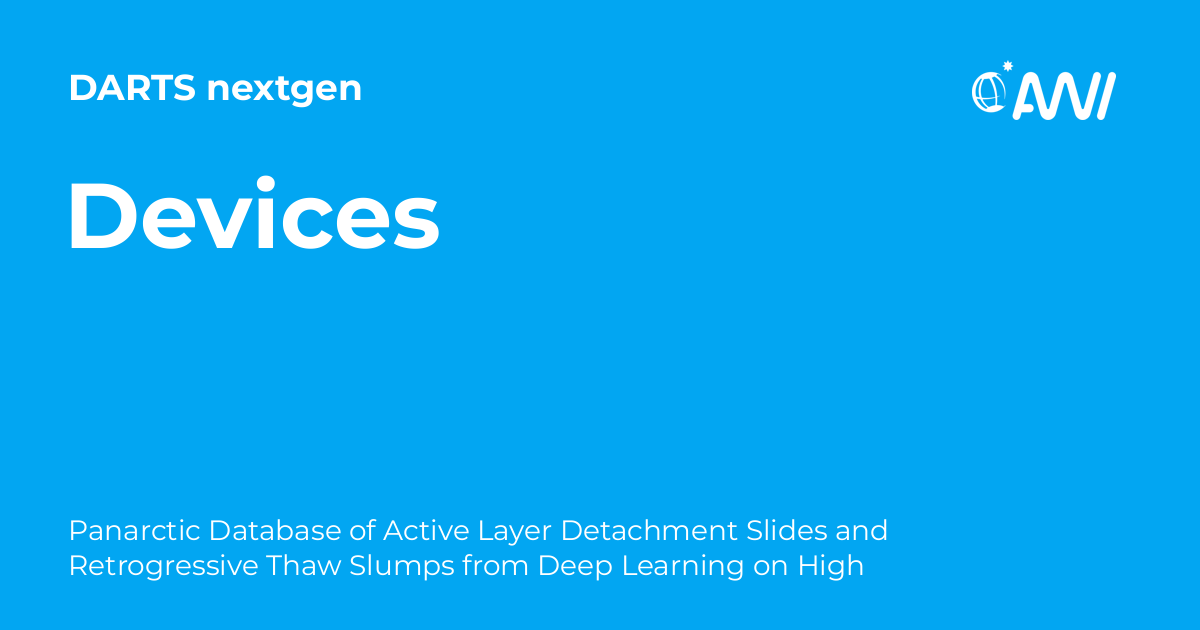 DARTS nextgen
AWI
Devices
Panarctic Database of Active Layer Detachment Slides and
Retrogressive Thaw Slumps from Deep Learning on High